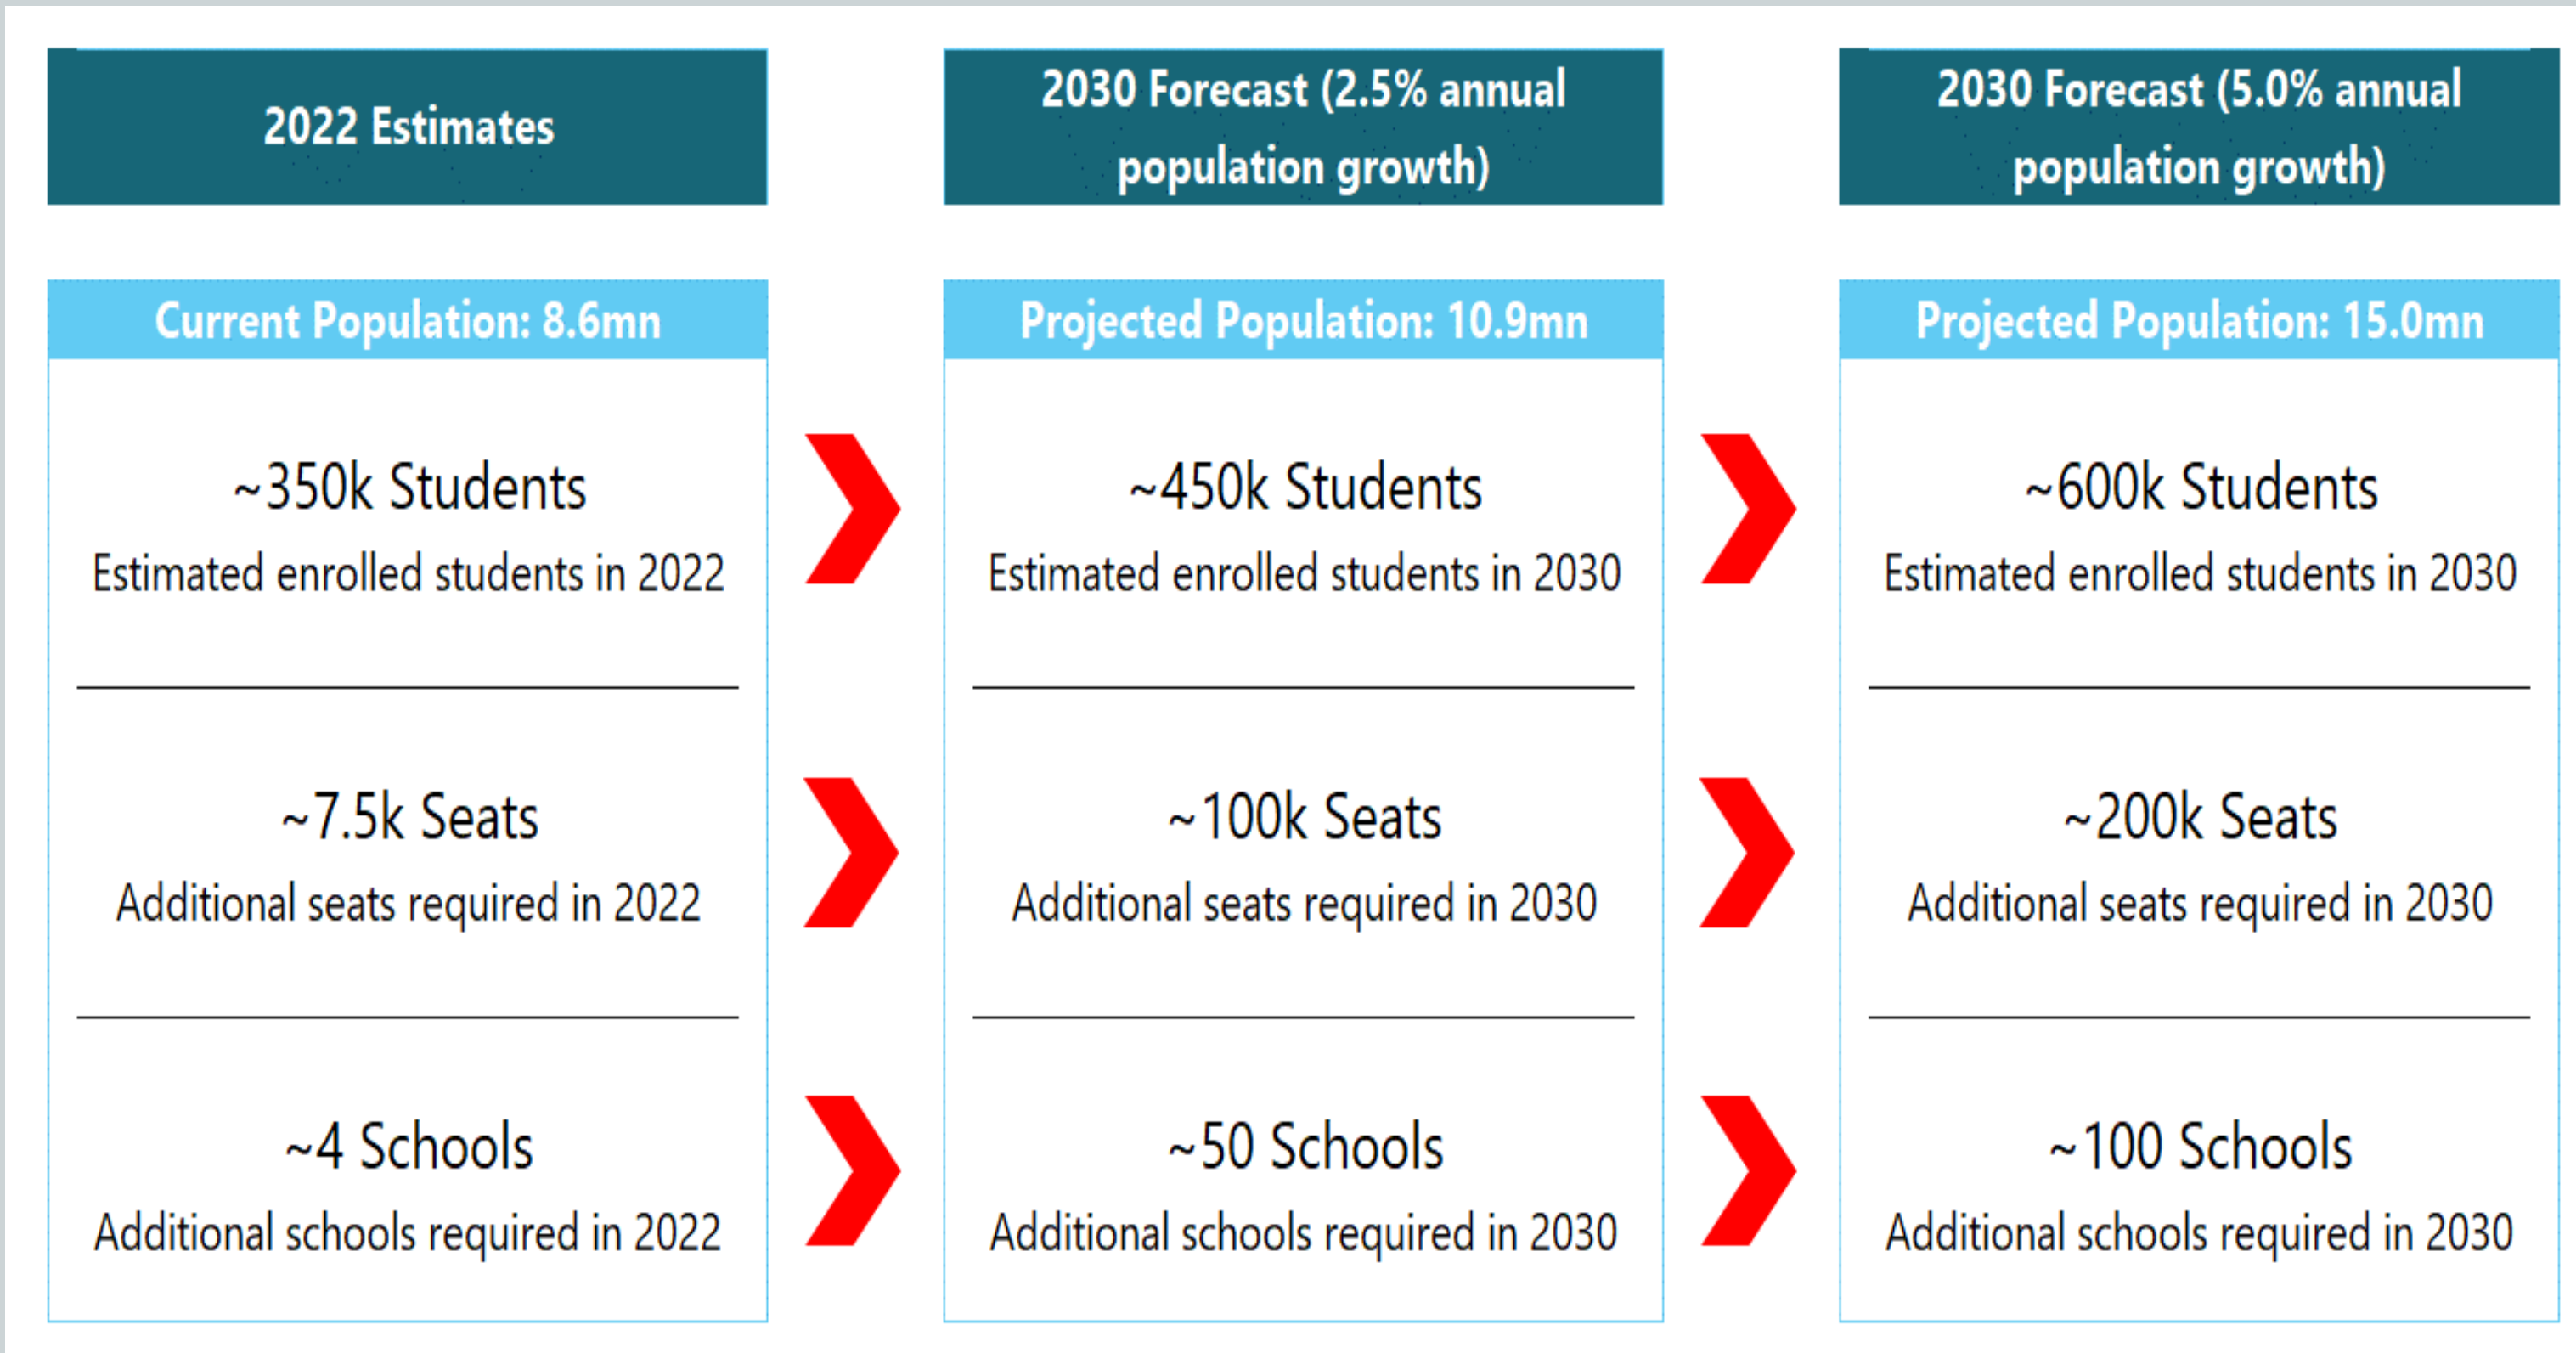 2022 Estimates
Current Population: 8.6mn
~350k Students
Estimated enrolled students in 2022
~7.5k Seats
Additional seats required in 2022
~4 Schools
Additional schools required in 2022
2030 Forecast (2.5% annual
population growth)
Projected Population: 10.9mn
~450k Students
Estimated enrolled students in 2030
~100k Seats
Additional seats required in 2030
~50 Schools
Additional schools required in 2030
2030 Forecast (5.0% annual
population growth)
Projected Population: 15.0mn
~600k Students
Estimated enrolled students in 2030
~200k Seats
Additional seats required in 2030
~100 Schools
Additional schools required in 2030